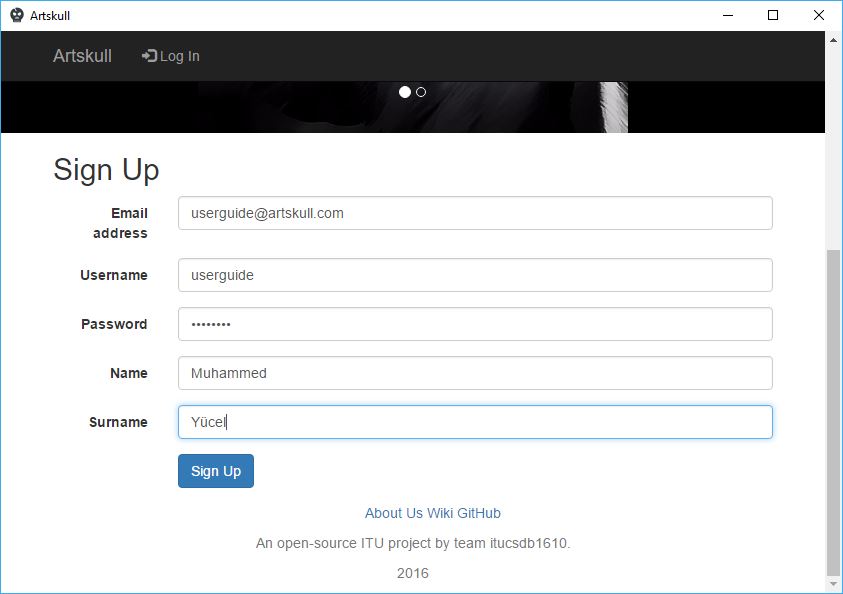 Artskull
Artskull Log In
Sign Up
Email address userguide@artskull.com
Username userguide
Password ••••••••
Name Muhammed
Surname Yücel
Sign Up
About Us Wiki GitHub
An open-source ITU project by team itucsdb1610.
2016